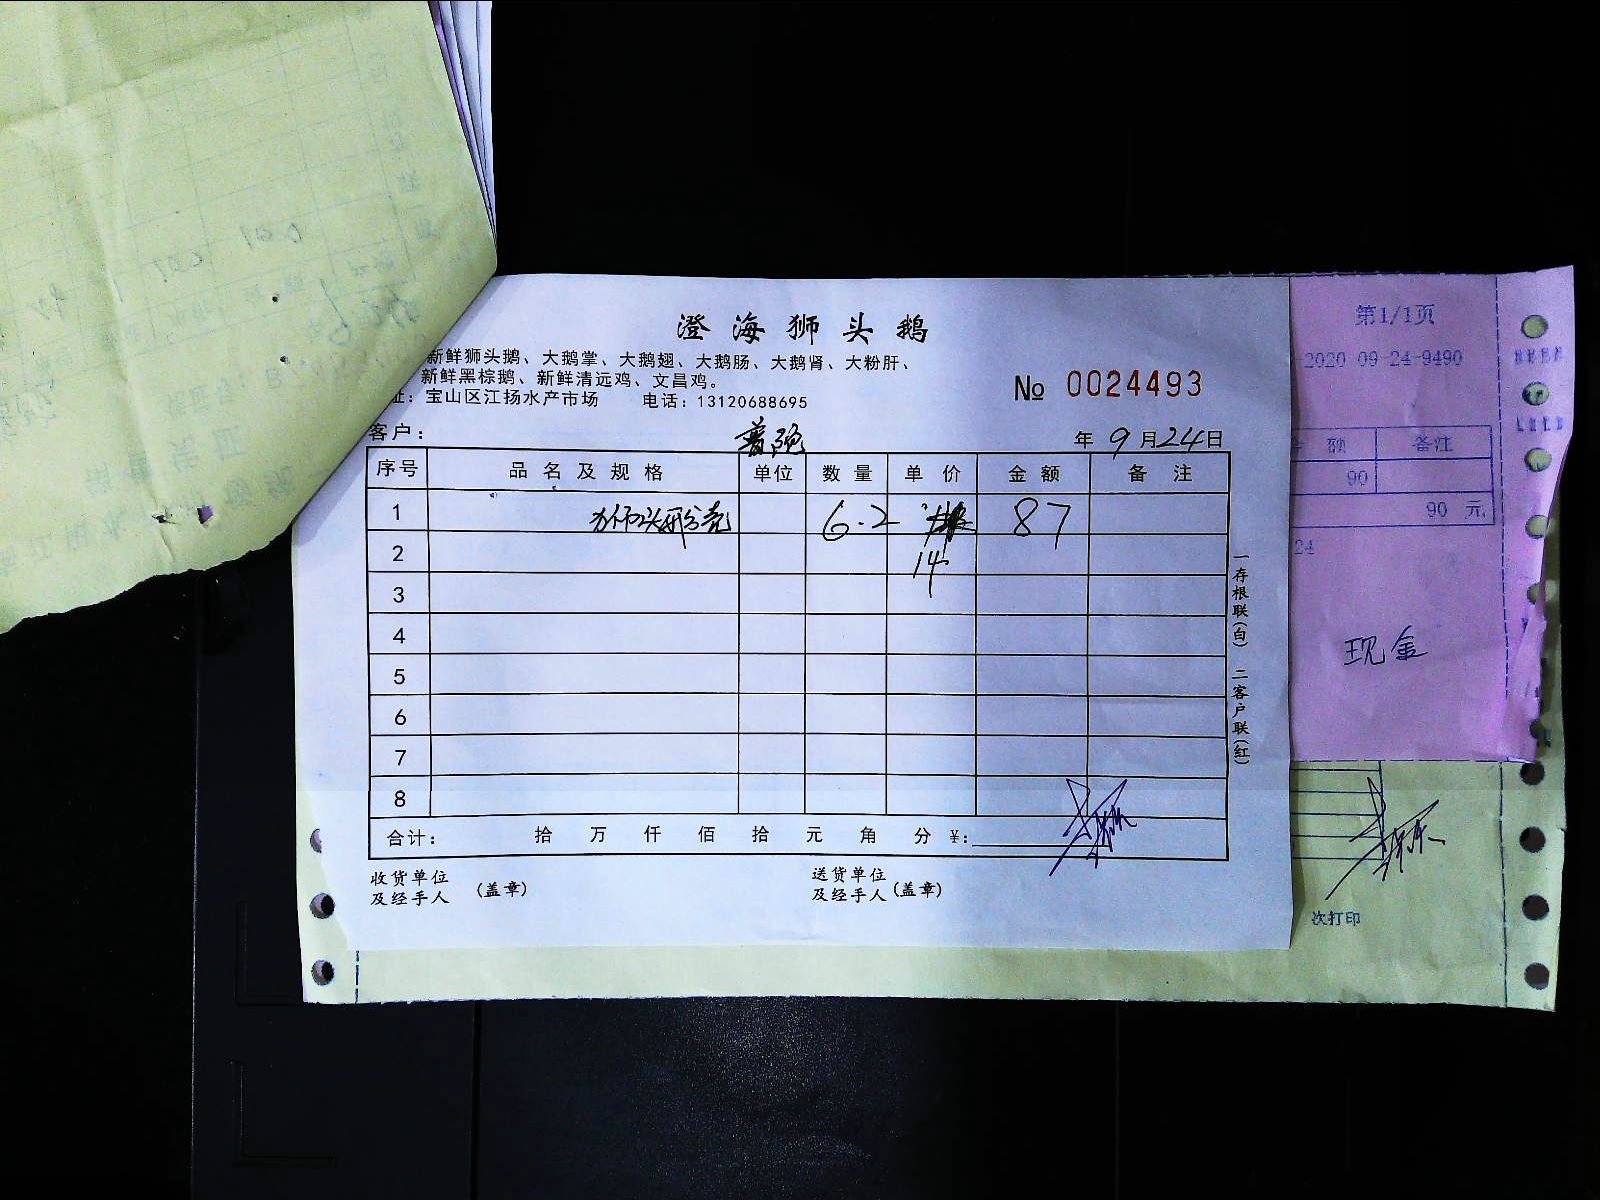 澄海狮头鹅
新鲜狮头鹅、大鹅掌、大鹅翅、大鹅肠、大鹅肾、大粉肝、
新鲜黑棕鹅、新鲜清远鸡、文昌鸡。
址：宝山区江扬水产市场 电话：13120688695
№ 0024493
客户：
年 9 月 24 日
序号 品名及规格 单位 数量 单价 金额 备注
1 6.2 14 87
2
3
4
5
6
7
8
合计： 拾 万 仟 佰 拾 元 角 分 ¥：
收货单位
及经手人 （盖章）
送货单位
及经手人（盖章）
一存根联（白） 二客户联（红）
第1/1页
2020 09-24-9490
额 备注
90
90 元
24
现金
次打印